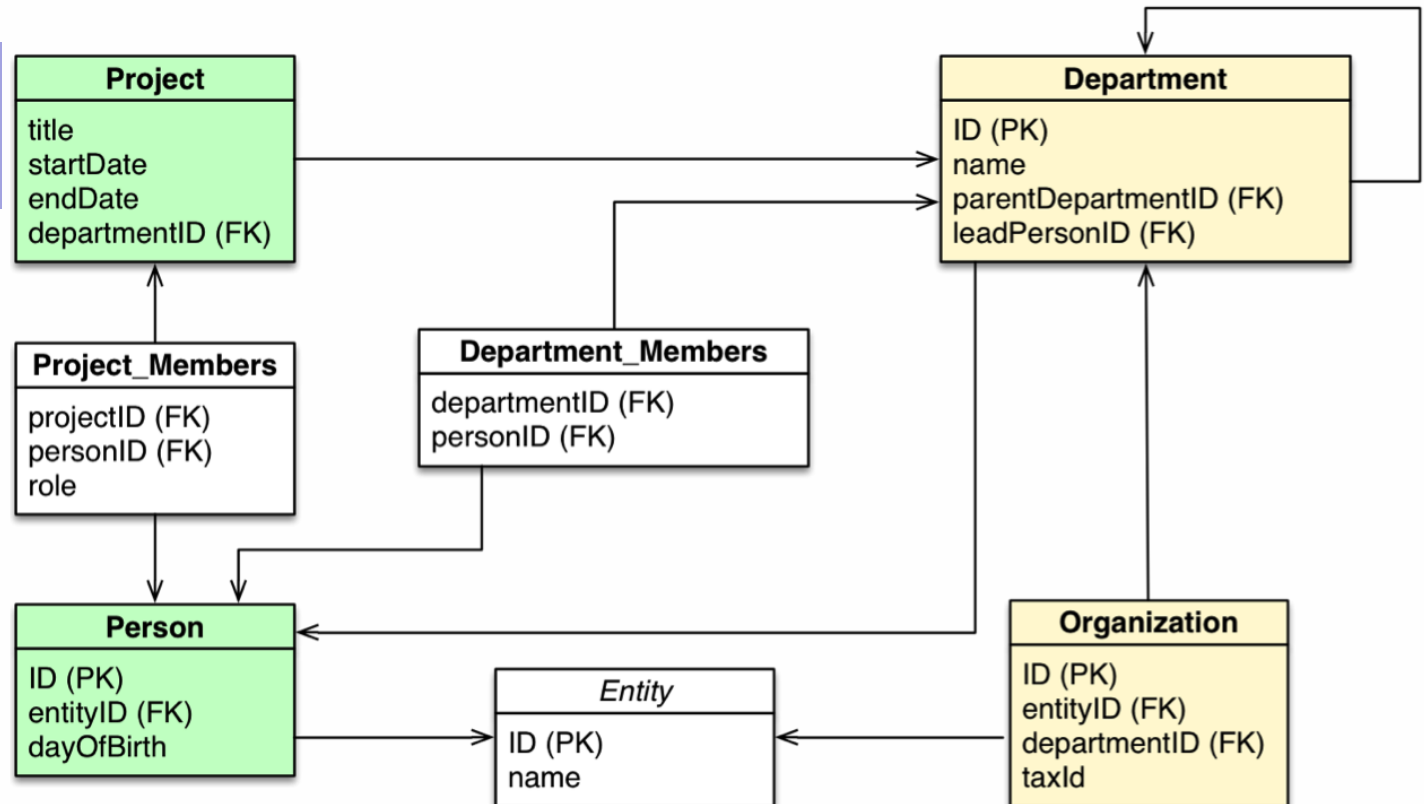 Project
title
startDate
endDate
departmentID (FK)
Department
ID (PK)
name
parentDepartmentID (FK)
leadPersonID (FK)
Project_Members
projectID (FK)
personID (FK)
role
Department_Members
departmentID (FK)
personID (FK)
Person
ID (PK)
entityID (FK)
dayOfBirth
Entity
ID (PK)
name
Organization
ID (PK)
entityID (FK)
departmentID (FK)
taxId